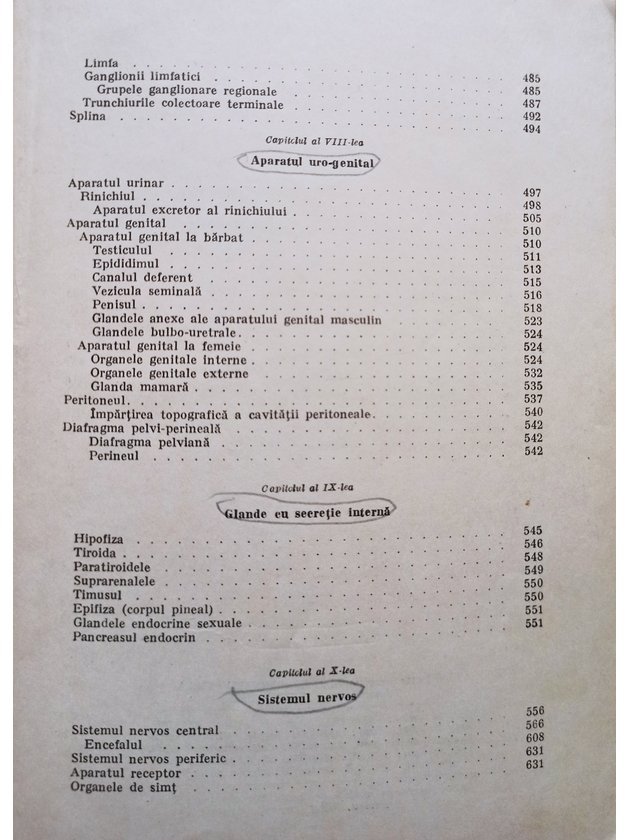 Limfa . . . . . . . . . . . . . . . . . . . . 485
Ganglionii limfatici . . . . . . . . . . . . . . . . 485
Grupele ganglionare regionale . . . . . . . . . . . . 487
Trunchiurile colectoare terminale . . . . . . . . . . . 492
Splina . . . . . . . . . . . . . . . . . . . . 494
Capitolul al VIII-lea
Aparatul uro-genital
Aparatul urinar . . . . . . . . . . . . . . . . . . 497
Rinichiul . . . . . . . . . . . . . . . . . . . 498
Aparatul excretor al rinichiului . . . . . . . . . . . . 505
Aparatul genital . . . . . . . . . . . . . . . . . 510
Aparatul genital la bărbat . . . . . . . . . . . . . . 510
Testiculul . . . . . . . . . . . . . . . . . . 511
Epididimul . . . . . . . . . . . . . . . . . . 513
Canalul deferent . . . . . . . . . . . . . . . . 515
Vezicula seminală . . . . . . . . . . . . . . . . 516
Penisul . . . . . . . . . . . . . . . . . . . 518
Glandele anexe ale aparatului genital masculin . . . . . . . 523
Glandele bulbo-uretrale . . . . . . . . . . . . . . 524
Aparatul genital la femeie . . . . . . . . . . . . . . 524
Organele genitale interne . . . . . . . . . . . . . . 524
Organele genitale externe . . . . . . . . . . . . . . 532
Glanda mamară . . . . . . . . . . . . . . . . . 535
Peritoneul . . . . . . . . . . . . . . . . . . . 537
Împărțirea topografică a cavității peritoneale . . . . . . . . 540
Diafragma pelvi-perineală . . . . . . . . . . . . . . 542
Diafragma pelviană . . . . . . . . . . . . . . . . 542
Perineul . . . . . . . . . . . . . . . . . . . 542
Capitolul al IX-lea
Glande cu secreție internă
Hipofiza . . . . . . . . . . . . . . . . . . . . 545
Tiroida . . . . . . . . . . . . . . . . . . . . 546
Paratiroidele . . . . . . . . . . . . . . . . . . 548
Suprarenalele . . . . . . . . . . . . . . . . . . 549
Timusul . . . . . . . . . . . . . . . . . . . . 550
Epifiza (corpul pineal) . . . . . . . . . . . . . . . 550
Glandele endocrine sexuale . . . . . . . . . . . . . . 551
Pancreasul endocrin . . . . . . . . . . . . . . . . 551
Capitolul al X-lea
Sistemul nervos
Sistemul nervos central . . . . . . . . . . . . . . . 556
Encefalul . . . . . . . . . . . . . . . . . . . 566
Sistemul nervos periferic . . . . . . . . . . . . . . 608
Aparatul receptor . . . . . . . . . . . . . . . . . 631
Organele de simț . . . . . . . . . . . . . . . . . 631